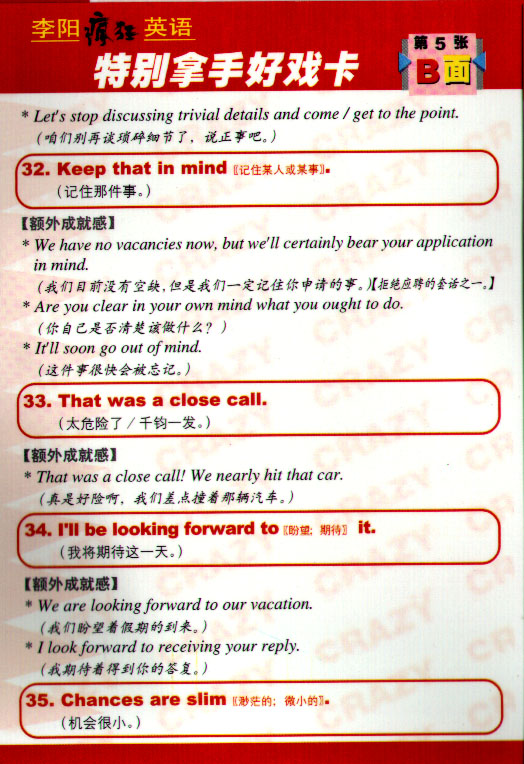 李阳疯狂英语
特别拿手好戏卡
第5张
B面
* Let's stop discussing trivial details and come / get to the point.
(咱们别再谈琐碎细节了，说正事吧。)
32. Keep that in mind〖记住某人或某事〗.
(记住那件事。)
【额外成就感】
* We have no vacancies now, but we'll certainly bear your application
in mind.
(我们目前没有空缺,但是我们一定记住你申请的事。)【拒绝应聘的套话之一。】
* Are you clear in your own mind what you ought to do.
(你自己是否清楚该做什么？)
* It'll soon go out of mind.
(这件事很快会被忘记。)
33. That was a close call.
(太危险了/千钧一发。)
【额外成就感】
* That was a close call! We nearly hit that car.
(真是好险啊，我们差点撞着那辆汽车。)
34. I'll be looking forward to〖盼望；期待〗 it.
(我将期待这一天。)
【额外成就感】
* We are looking forward to our vacation.
(我们盼望着假期的到来。)
* I look forward to receiving your reply.
(我期待着得到你的答复。)
35. Chances are slim〖渺茫的；微小的〗.
(机会很小。)